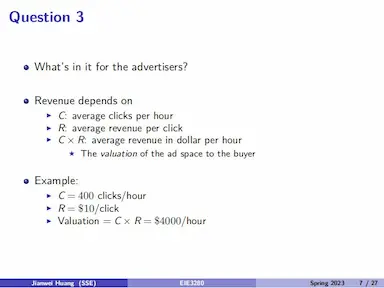 Question 3
What's in it for the advertisers?
Revenue depends on
C: average clicks per hour
R: average revenue per click
C × R: average revenue in dollar per hour
The valuation of the ad space to the buyer
Example:
C = 400 clicks/hour
R = $10/click
Valuation = C × R = $4000/hour
Jianwei Huang (SSE) EIE3280 Spring 2023 7 / 27